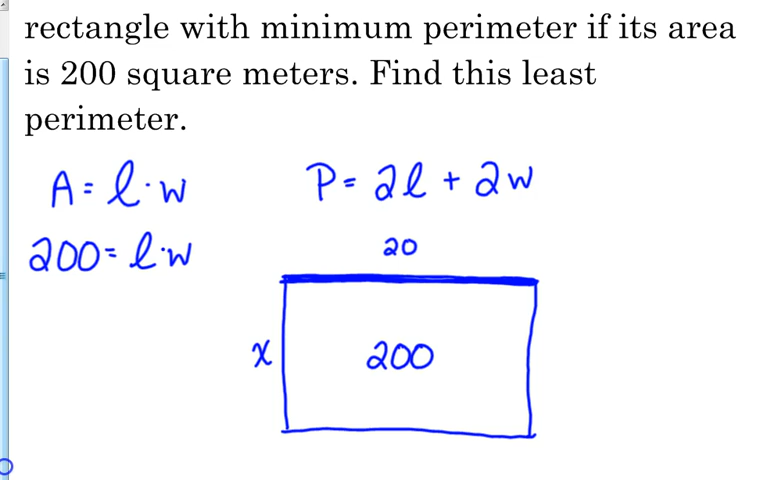 rectangle with minimum perimeter if its area
is 200 square meters. Find this least
perimeter.
A = l · w
P = 2l + 2w
200 = l · w
20
x
200